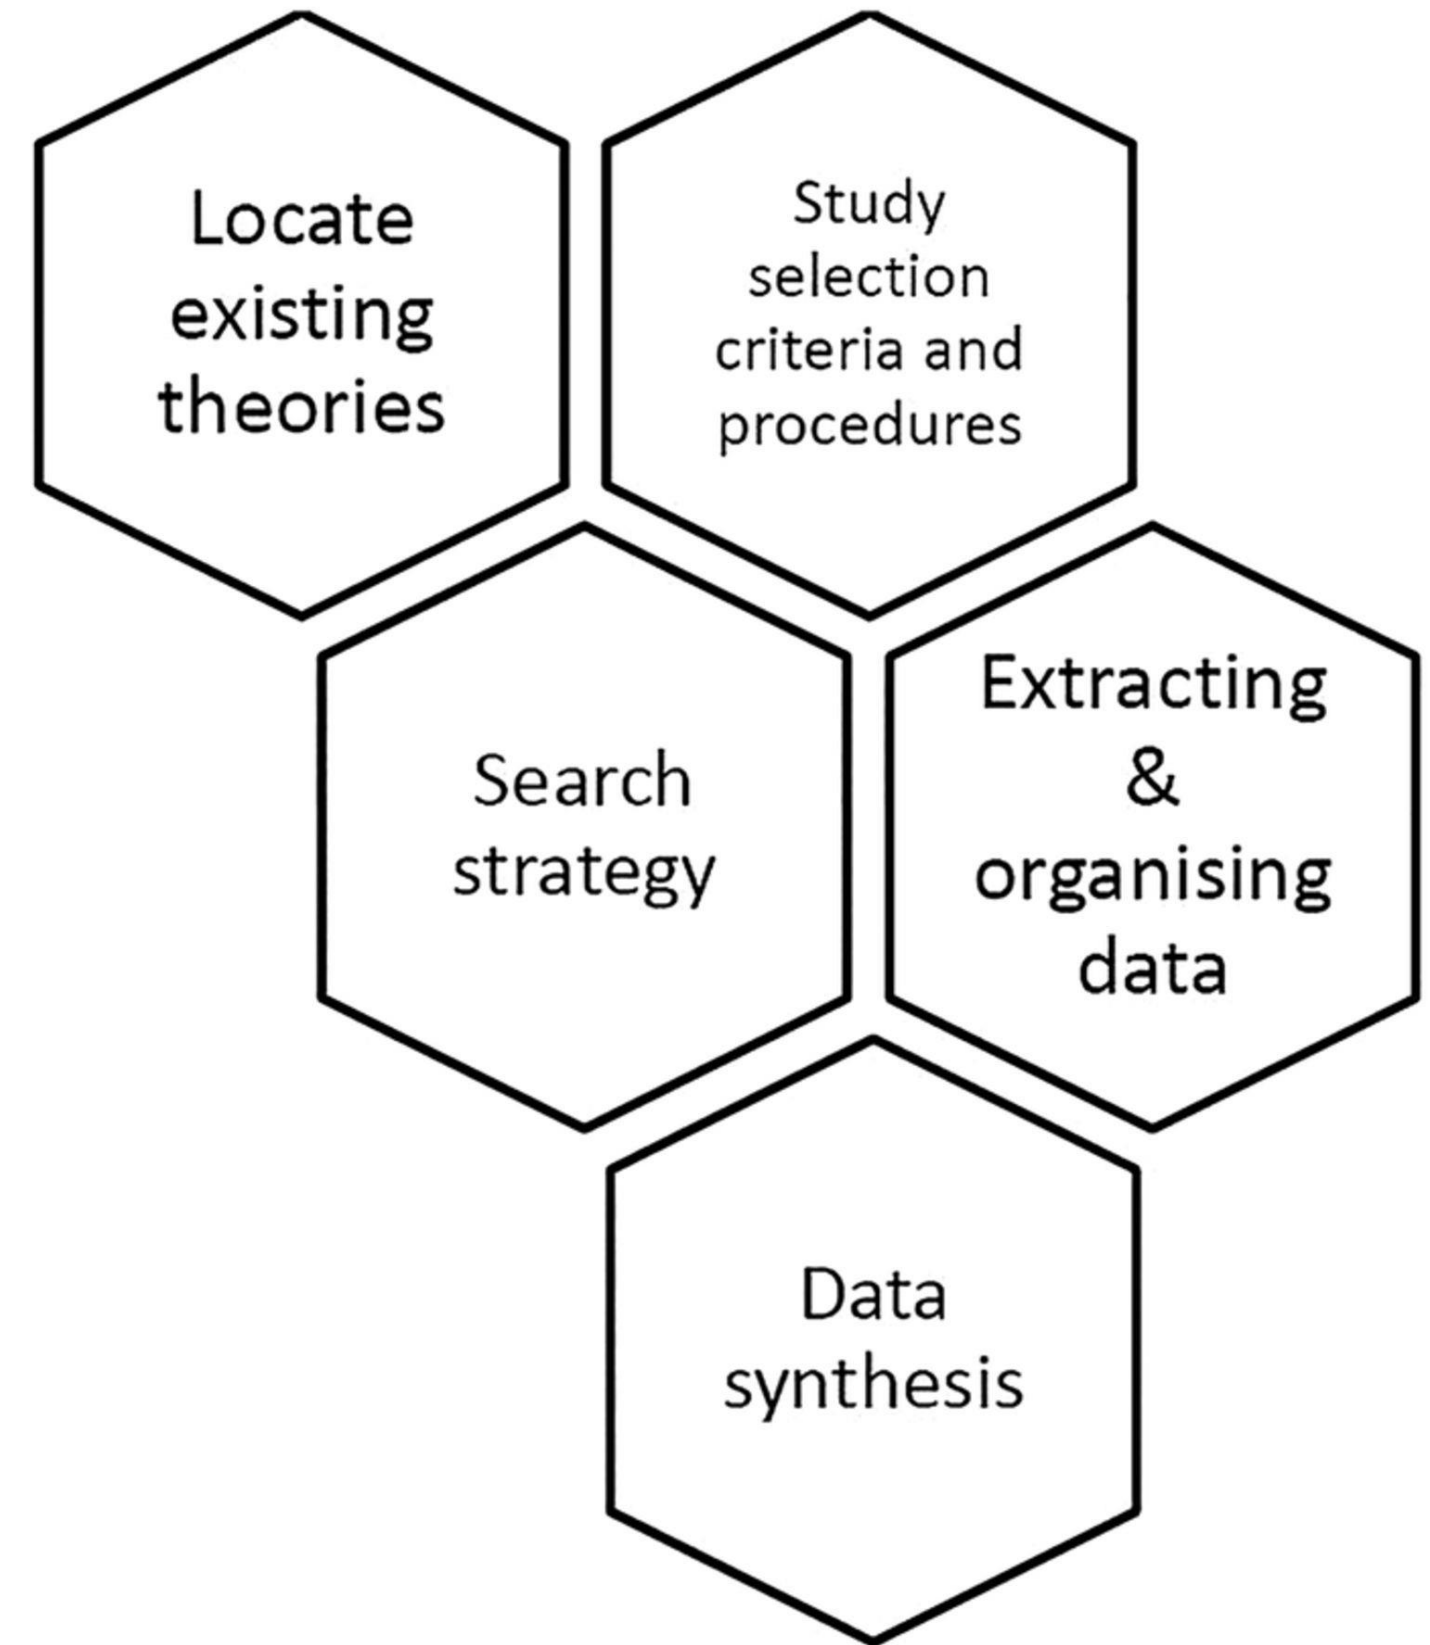 Locate
existing
theories
Study
selection
criteria and
procedures
Search
strategy
Extracting
&
organising
data
Data
synthesis